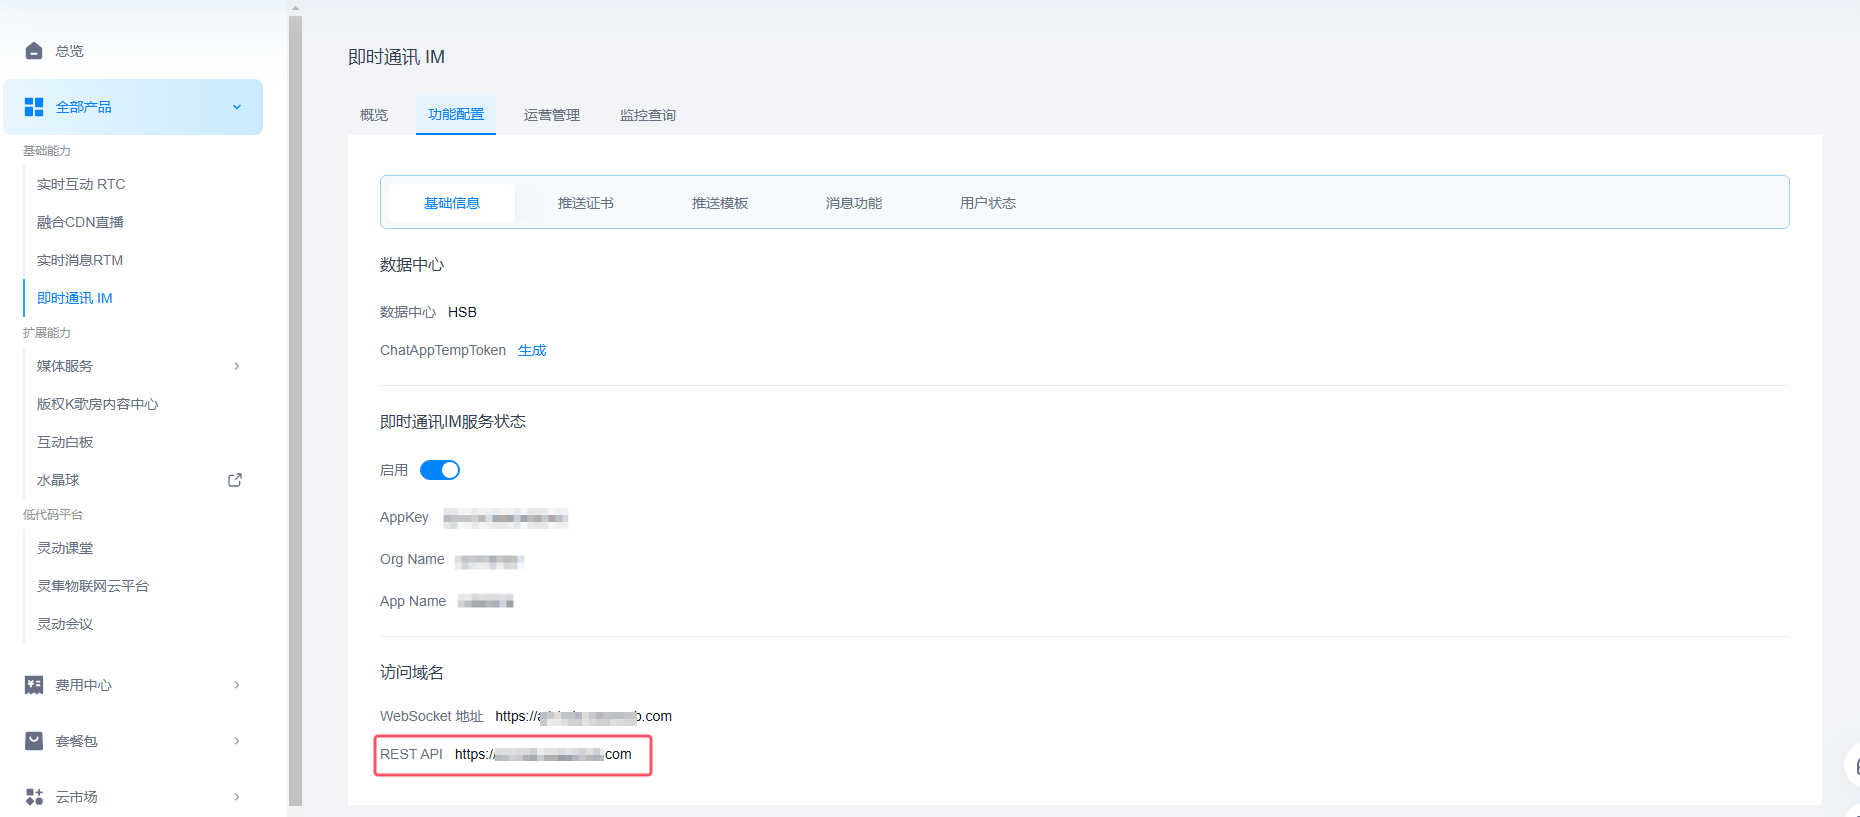 总览
全部产品
基础能力
实时互动 RTC
融合CDN直播
实时消息RTM
即时通讯 IM
扩展能力
媒体服务
版权K歌房内容中心
互动白板
水晶球
低代码平台
灵动课堂
灵隼物联网云平台
灵动会议
费用中心
套餐包
云市场
即时通讯 IM
概览 功能配置 运营管理 监控查询
基础信息 推送证书 推送模板 消息功能 用户状态
数据中心
数据中心 HSB
ChatAppTempToken 生成
即时通讯IM服务状态
启用
AppKey
Org Name
App Name
访问域名
WebSocket 地址 https:// .com
REST API https:// com